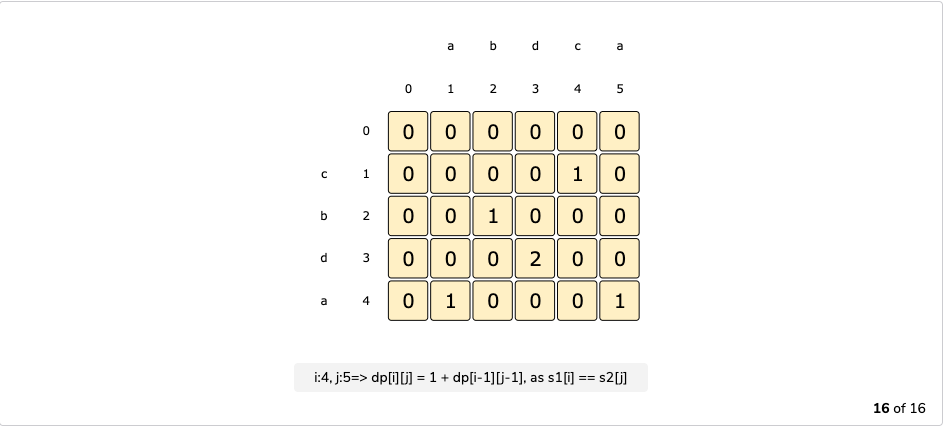 a b d c a
0 1 2 3 4 5
0 0 0 0 0 0 0
c 1 0 0 0 0 1 0
b 2 0 0 1 0 0 0
d 3 0 0 0 2 0 0
a 4 0 1 0 0 0 1
i:4, j:5=> dp[i][j] = 1 + dp[i-1][j-1], as s1[i] == s2[j]
16 of 16